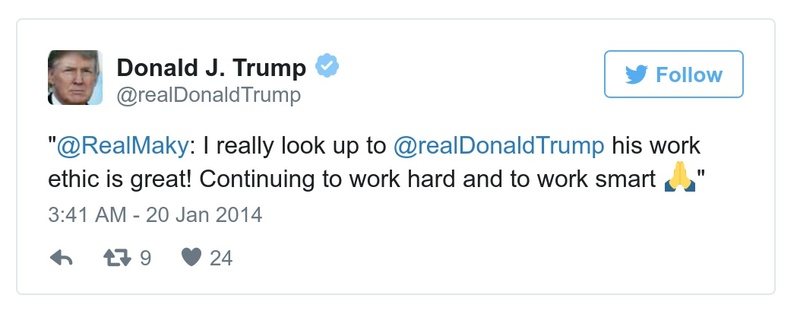 Donald J. Trump
@realDonaldTrump
Follow
"@RealMaky: I really look up to @realDonaldTrump his work
ethic is great! Continuing to work hard and to work smart 🙏"
3:41 AM - 20 Jan 2014
9 24